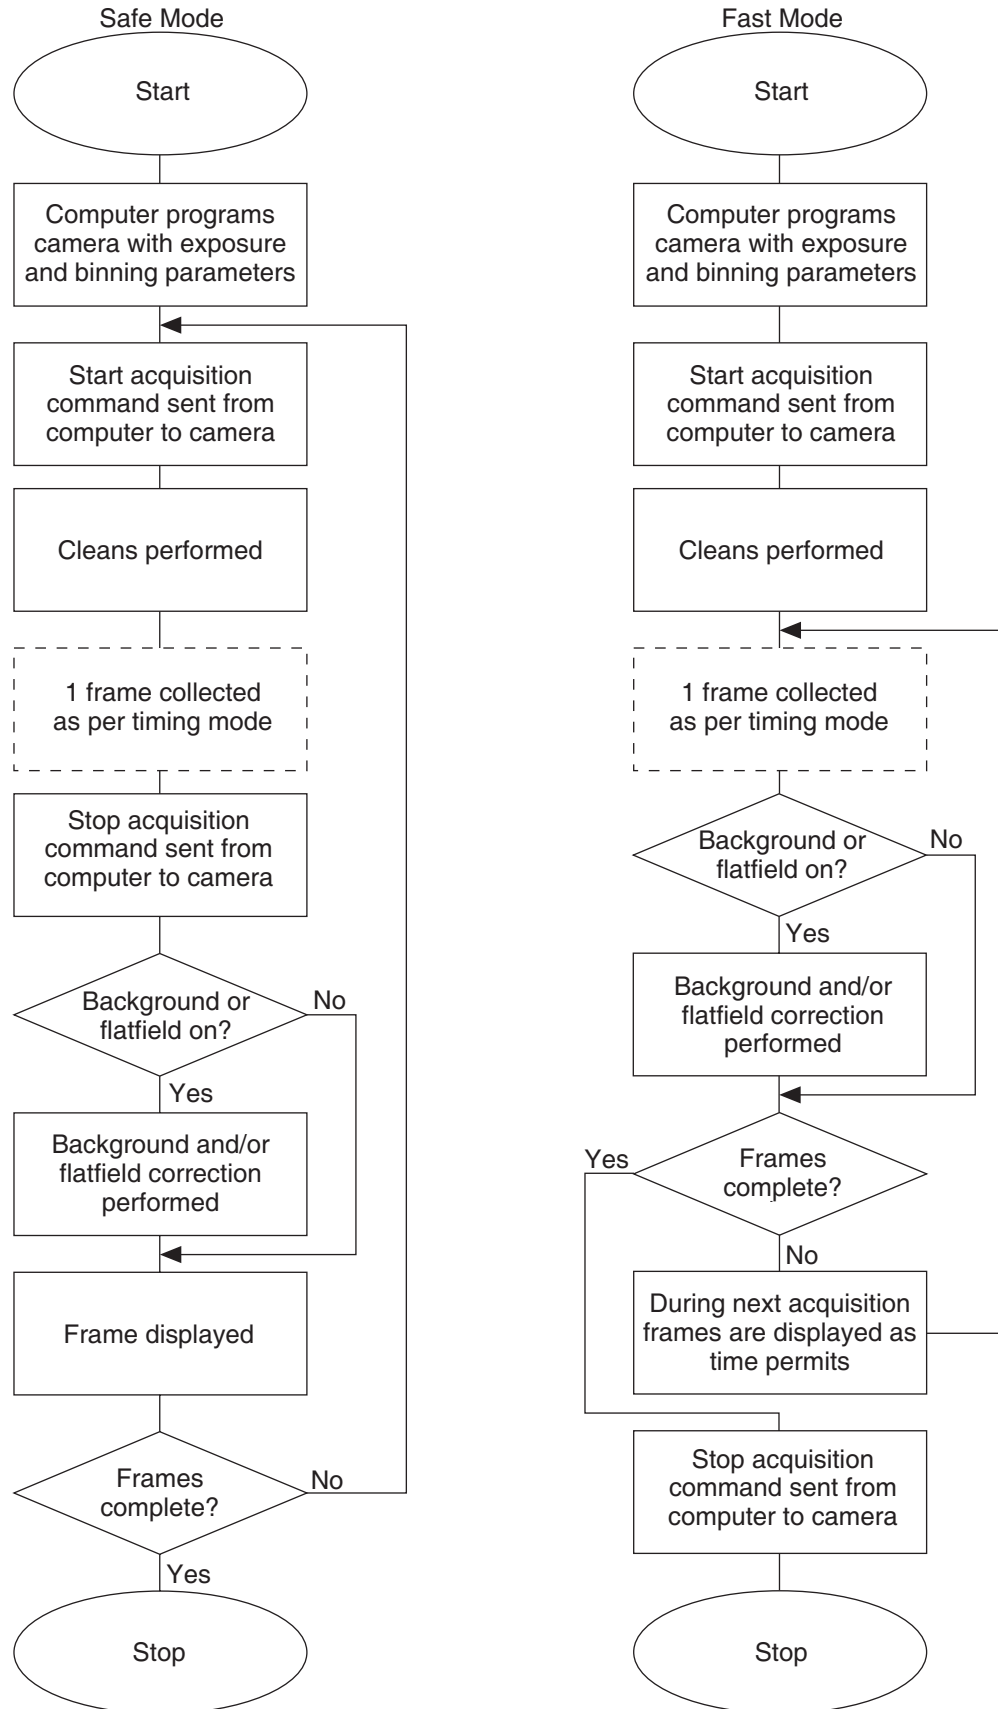 Safe Mode
Start
Computer programs
camera with exposure
and binning parameters
Start acquisition
command sent from
computer to camera
Cleans performed
1 frame collected
as per timing mode
Stop acquisition
command sent from
computer to camera
Background or
flatfield on?
No
Yes
Background and/or
flatfield correction
performed
Frame displayed
Frames
complete?
No
Yes
Stop
Fast Mode
Start
Computer programs
camera with exposure
and binning parameters
Start acquisition
command sent from
computer to camera
Cleans performed
1 frame collected
as per timing mode
Background or
flatfield on?
No
Yes
Background and/or
flatfield correction
performed
Frames
complete?
Yes
No
During next acquisition
frames are displayed as
time permits
Stop acquisition
command sent from
computer to camera
Stop